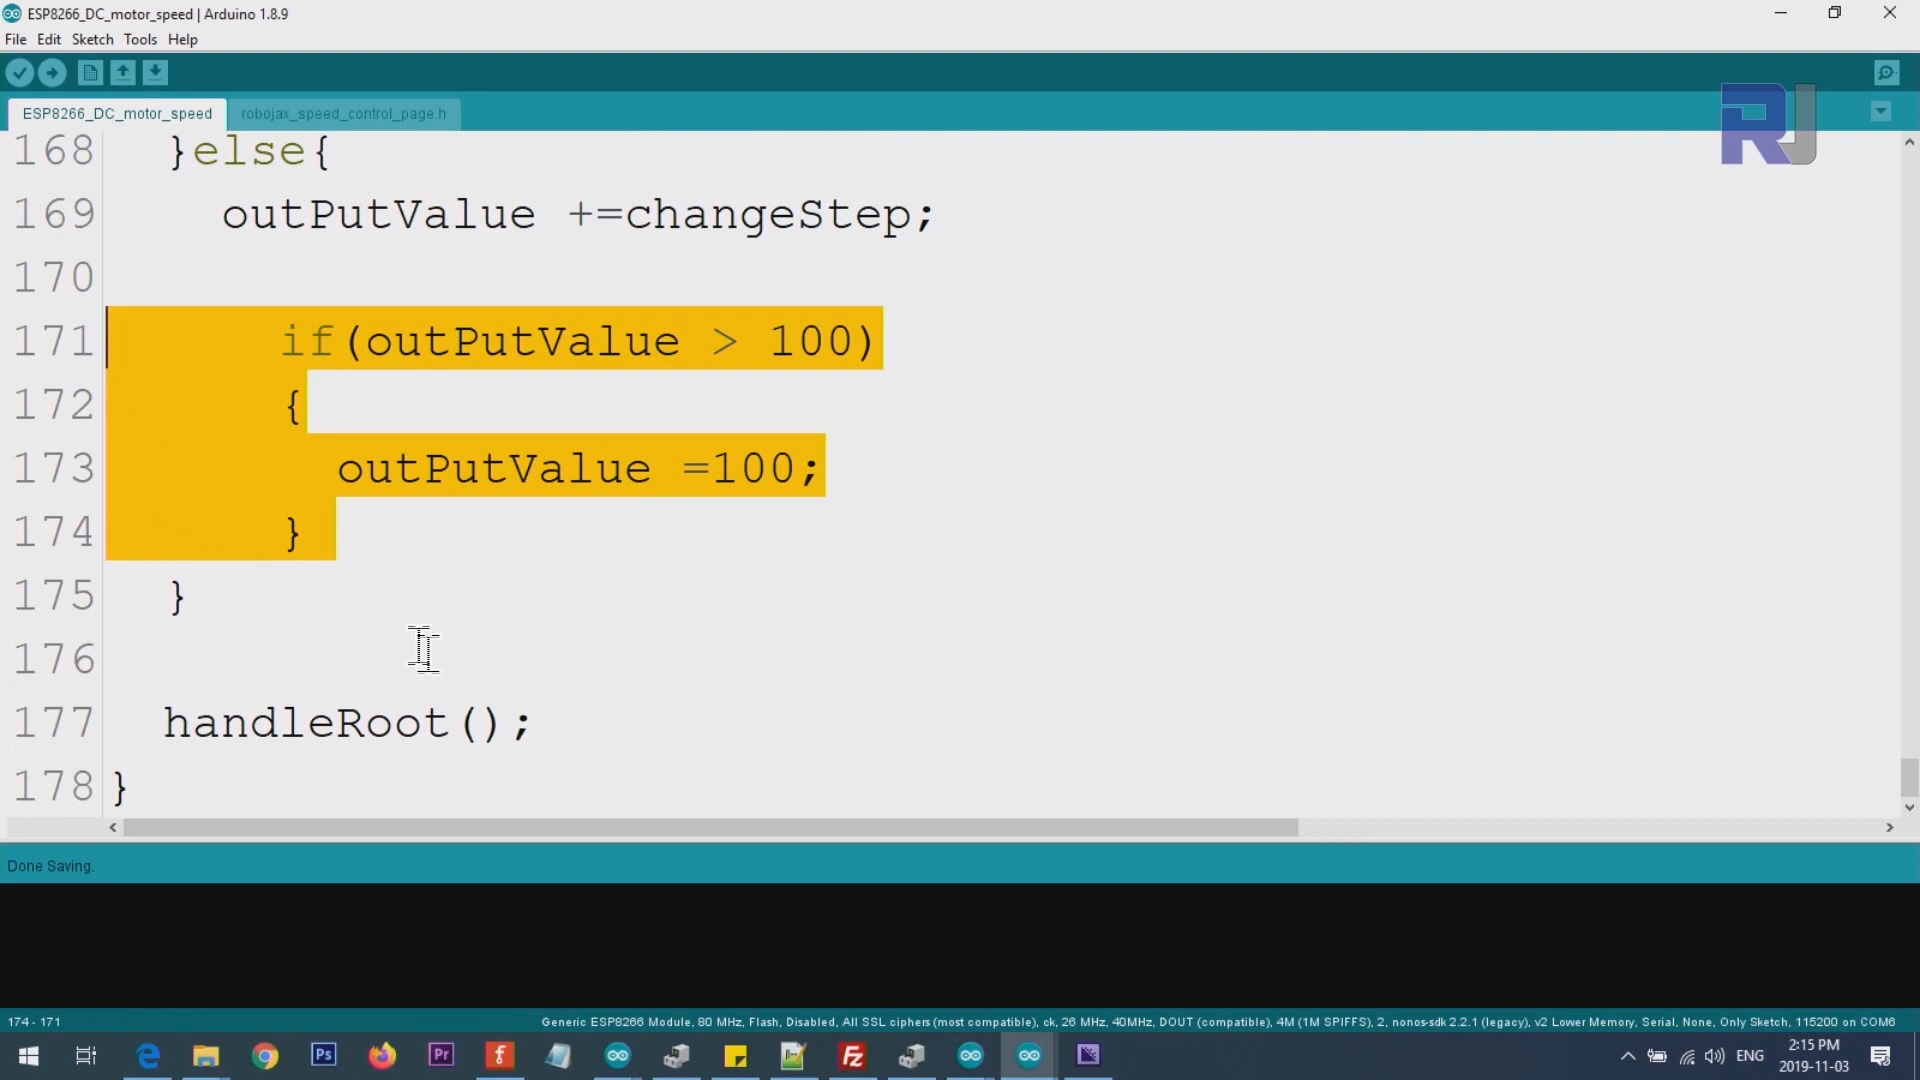 ESP8266_DC_motor_speed | Arduino 1.8.9
File Edit Sketch Tools Help
ESP8266_DC_motor_speed robojax_speed_control_page.h
RJ
168 }else{
169 outPutValue +=changeStep;
170
171 if(outPutValue > 100)
172 {
173 outPutValue =100;
174 }
175 }
176
177 handleRoot();
178 }
Done Saving.
174 - 171 Generic ESP8266 Module, 80 MHz, Flash, Disabled, All SSL ciphers (most compatible), ck, 26 MHz, 40MHz, DOUT (compatible), 4M (1M SPIFFS), 2, nonos-sdk 2.2.1 (legacy), v2 Lower Memory, Serial, None, Only Sketch, 115200 on COM6
Ps Pr f Fz ENG 2:15 PM
2019-11-03